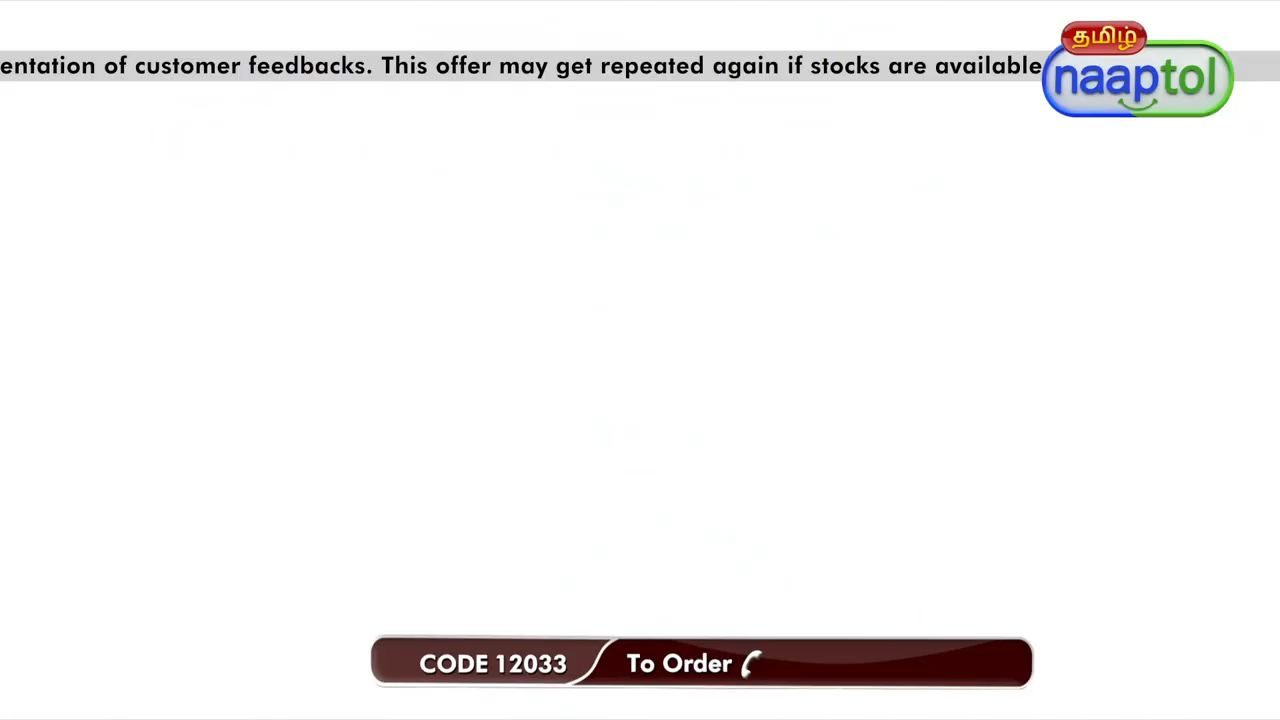 தமிழ்
entation of customer feedbacks. This offer may get repeated again if stocks are available
naaptol
CODE 12033 To Order